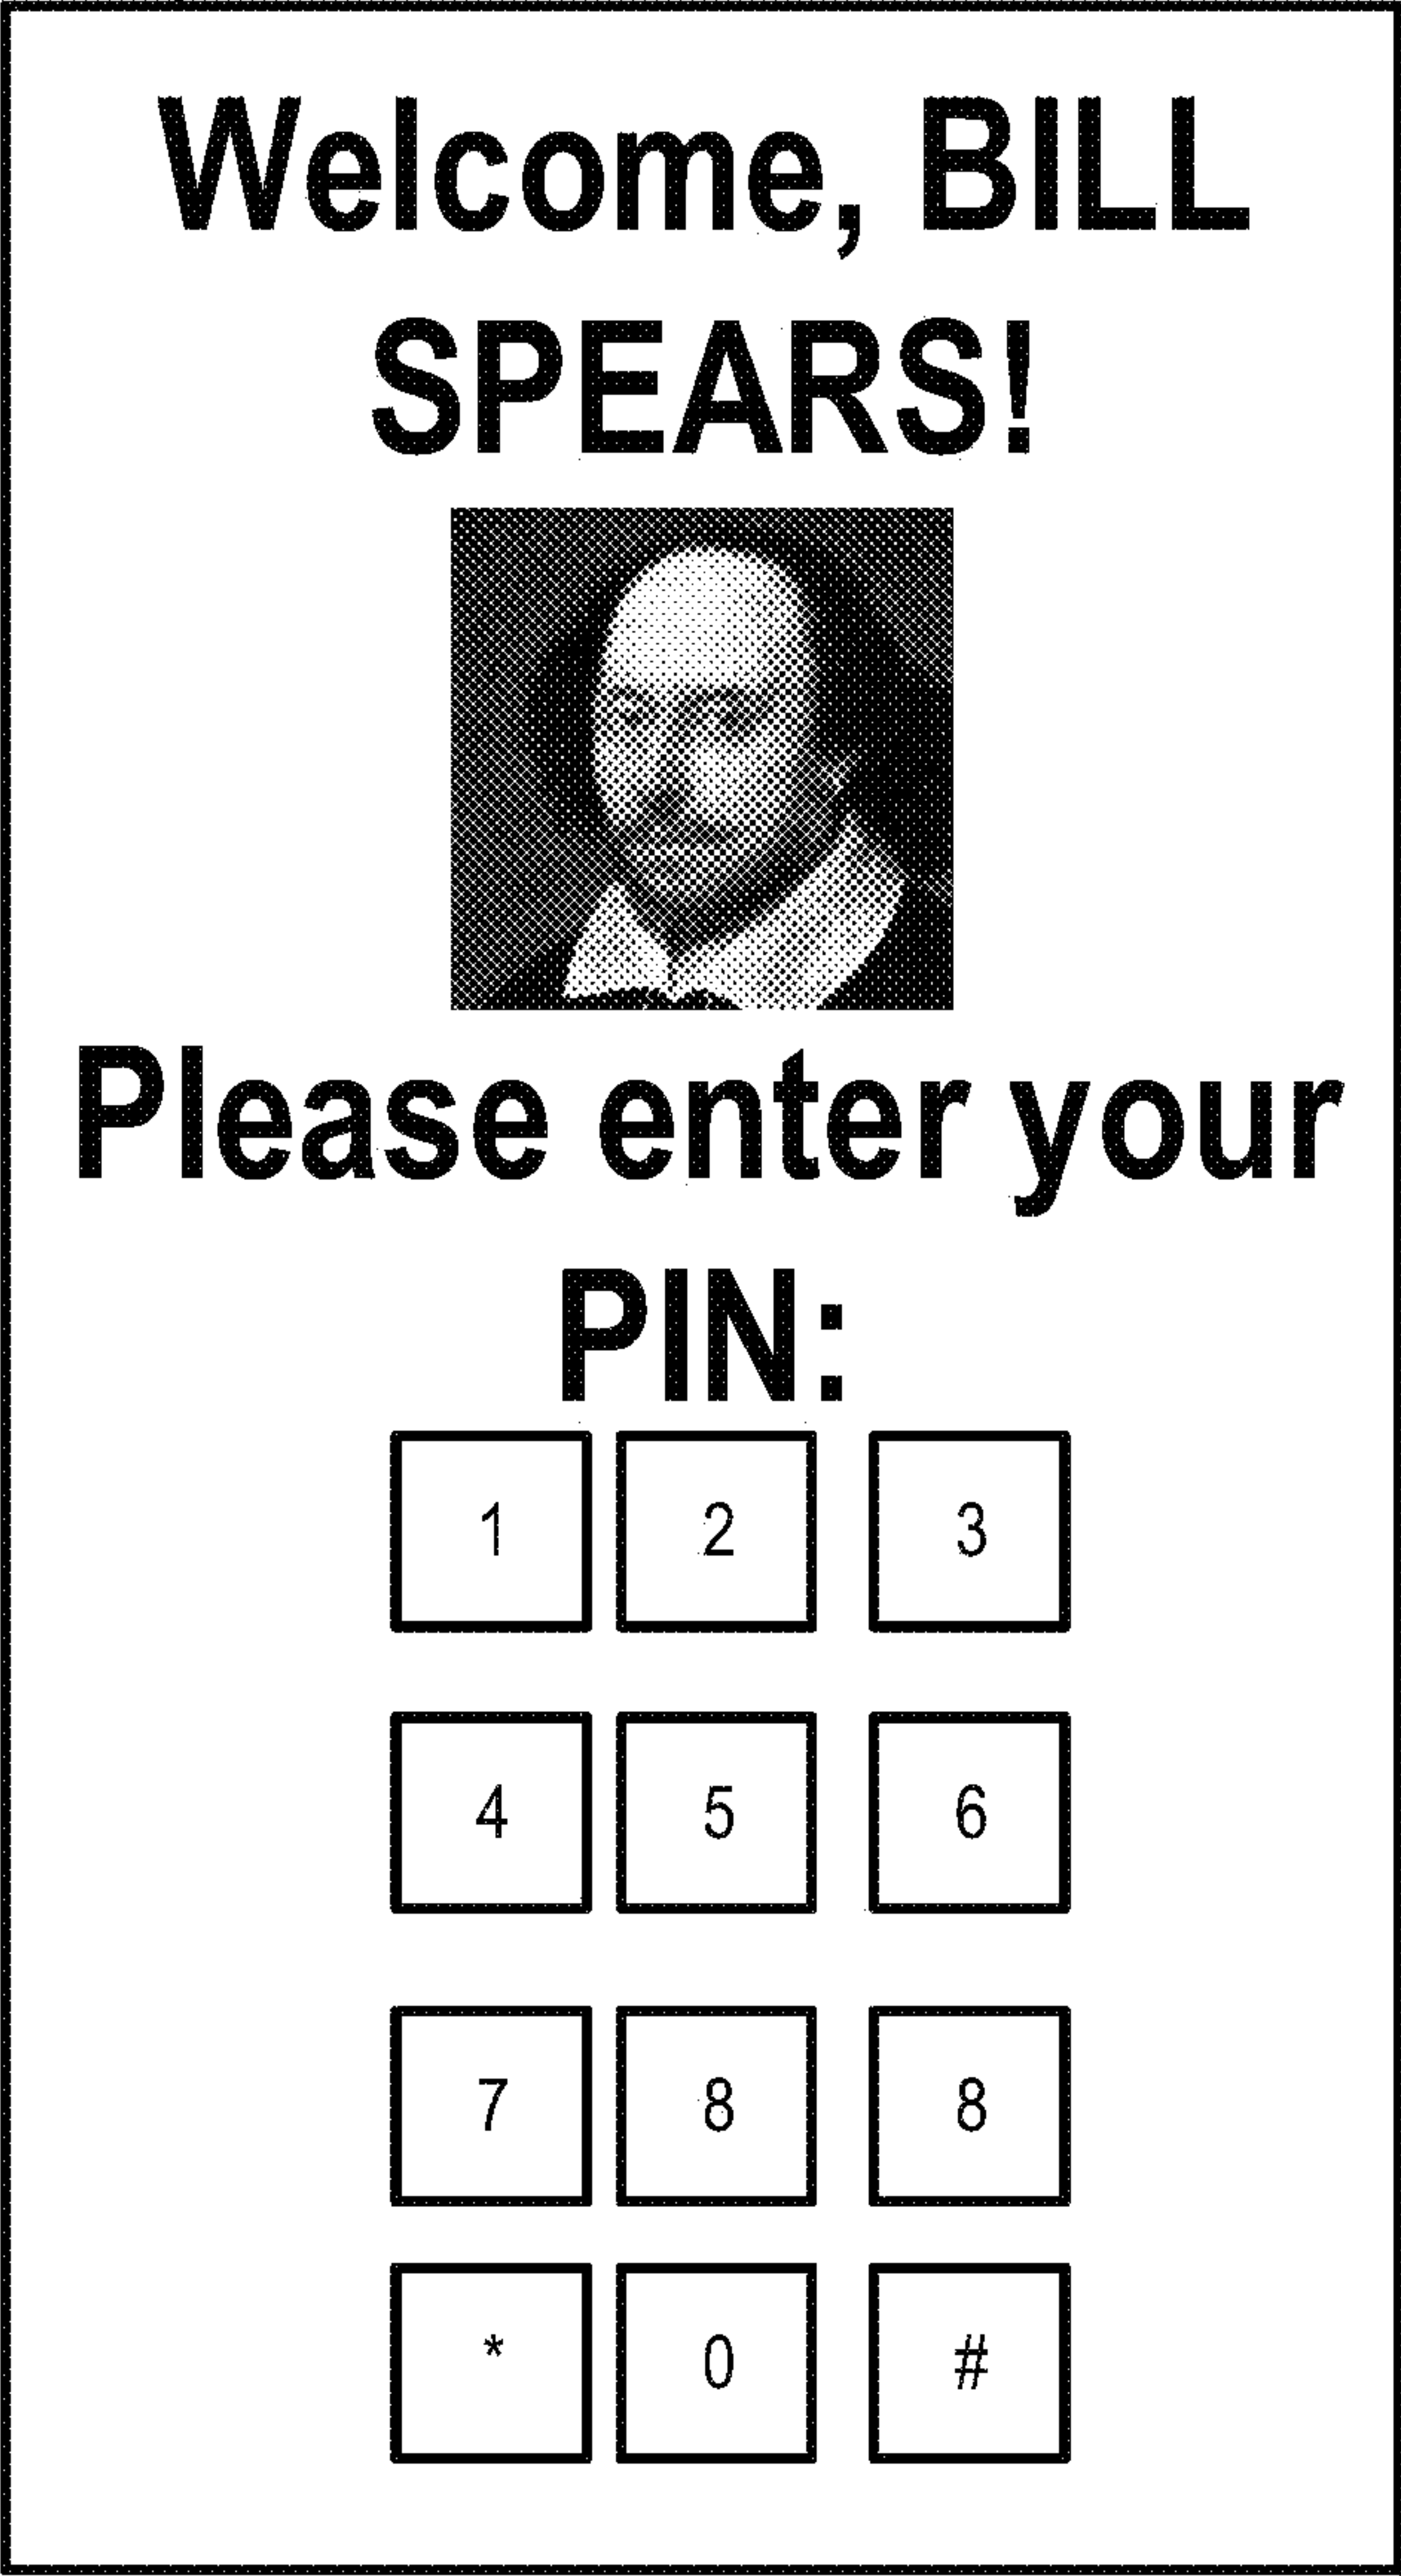 Welcome, BILL
SPEARS!
Please enter your
PIN:
1 2 3
4 5 6
7 8 8
* 0 #